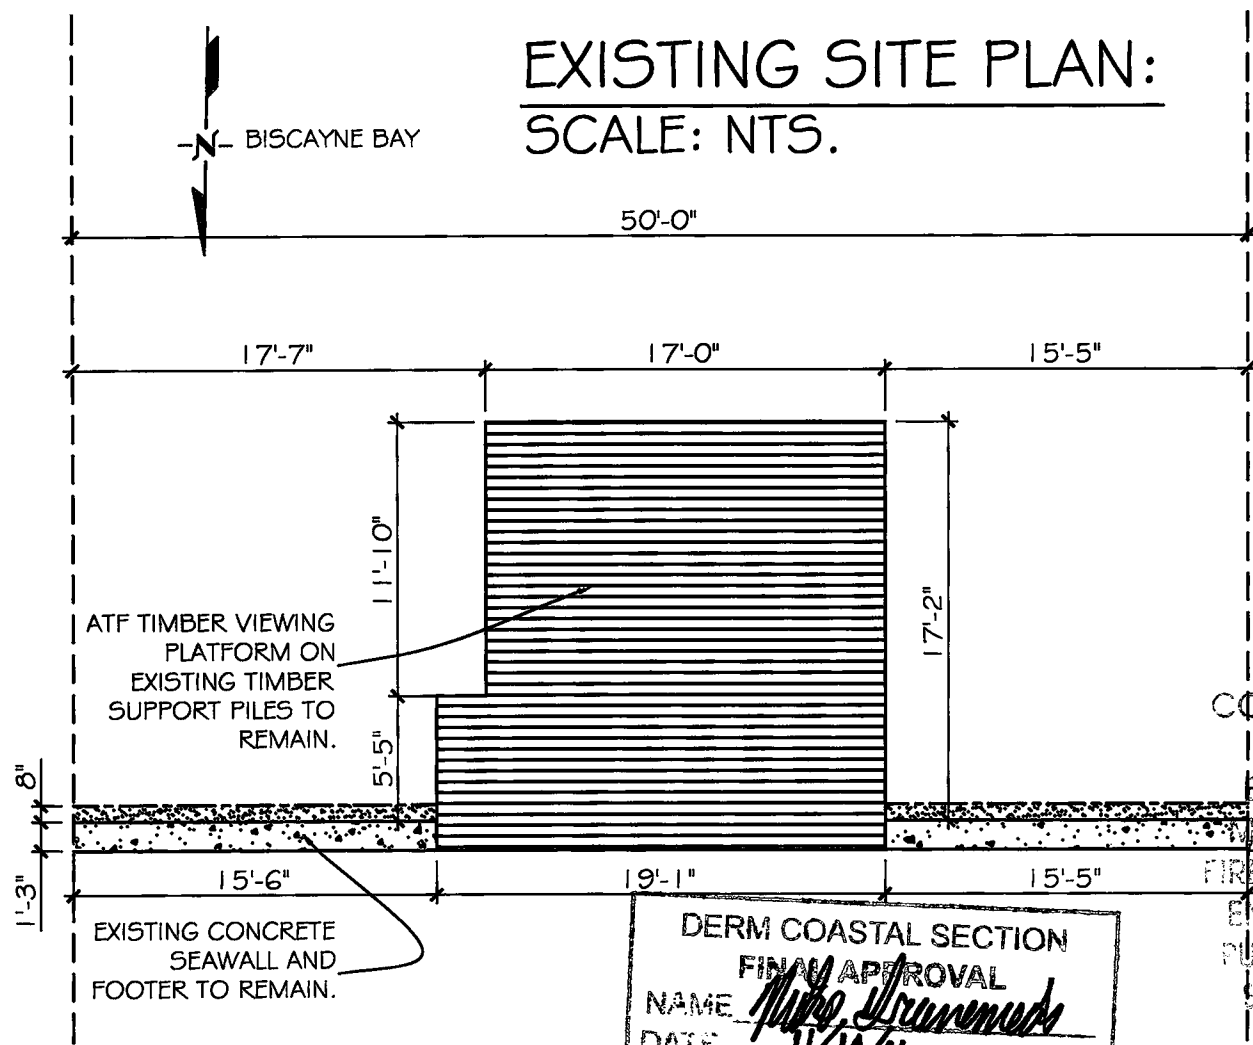 EXISTING SITE PLAN:
SCALE: NTS.
N BISCAYNE BAY
50'-0"
17'-7" 17'-0" 15'-5"
11'-10"
17'-2"
ATF TIMBER VIEWING
PLATFORM ON
EXISTING TIMBER
SUPPORT PILES TO
REMAIN.
5'-5"
8"
1'-3"
15'-6" 19'-1" 15'-5"
EXISTING CONCRETE
SEAWALL AND
FOOTER TO REMAIN.
DERM COASTAL SECTION
FINAL APPROVAL
NAME
DATE